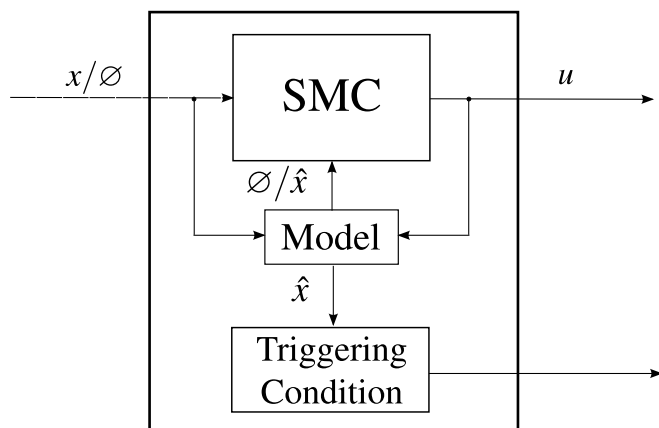 x/∅
SMC
u
∅/x̂
Model
x̂
Triggering
Condition